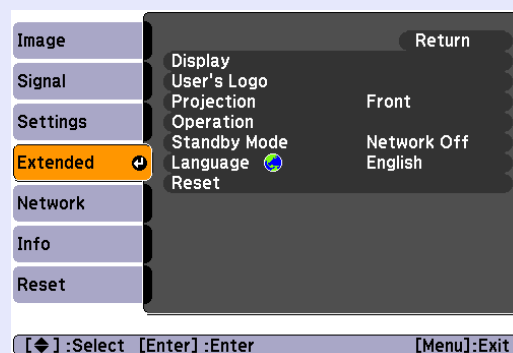 Image
Signal
Settings
Extended
Network
Info
Reset
Return
Display
User's Logo
Projection Front
Operation
Standby Mode Network Off
Language English
Reset
[◆] :Select [Enter] :Enter [Menu]:Exit